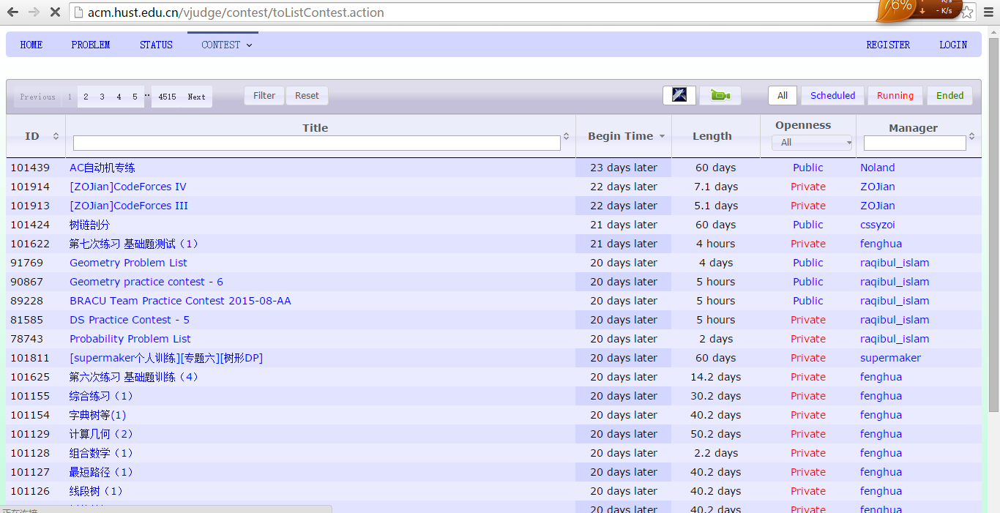 acm.hust.edu.cn/vjudge/contest/toListContest.action
76% K/s
- K/s
HOME PROBLEM STATUS CONTEST REGISTER LOGIN
Previous 1 2 3 4 5 .. 4515 Next Filter Reset All Scheduled Running Ended
ID Title Begin Time Length Openness Manager
All
101439 AC自动机专练 23 days later 60 days Public Noland
101914 [ZOJian]CodeForces IV 22 days later 7.1 days Private ZOJian
101913 [ZOJian]CodeForces III 22 days later 5.1 days Private ZOJian
101424 树链剖分 21 days later 60 days Public cssyzoi
101622 第七次练习 基础题测试（1） 21 days later 4 hours Private fenghua
91769 Geometry Problem List 20 days later 4 days Public raqibul_islam
90867 Geometry practice contest - 6 20 days later 5 hours Public raqibul_islam
89228 BRACU Team Practice Contest 2015-08-AA 20 days later 5 hours Public raqibul_islam
81585 DS Practice Contest - 5 20 days later 5 hours Private raqibul_islam
78743 Probability Problem List 20 days later 2 days Private raqibul_islam
101811 [supermaker个人训练][专题六][树形DP] 20 days later 60 days Private supermaker
101625 第六次练习 基础题训练（4） 20 days later 14.2 days Private fenghua
101155 综合练习（1） 20 days later 30.2 days Private fenghua
101154 字典树等(1) 20 days later 40.2 days Private fenghua
101129 计算几何（2） 20 days later 50.2 days Private fenghua
101128 组合数学（1） 20 days later 2.2 days Private fenghua
101127 最短路径（1） 20 days later 40.2 days Private fenghua
101126 线段树（1） 20 days later 40.2 days Private fenghua
20 days later 40.2 days Private fenghua
正在连接